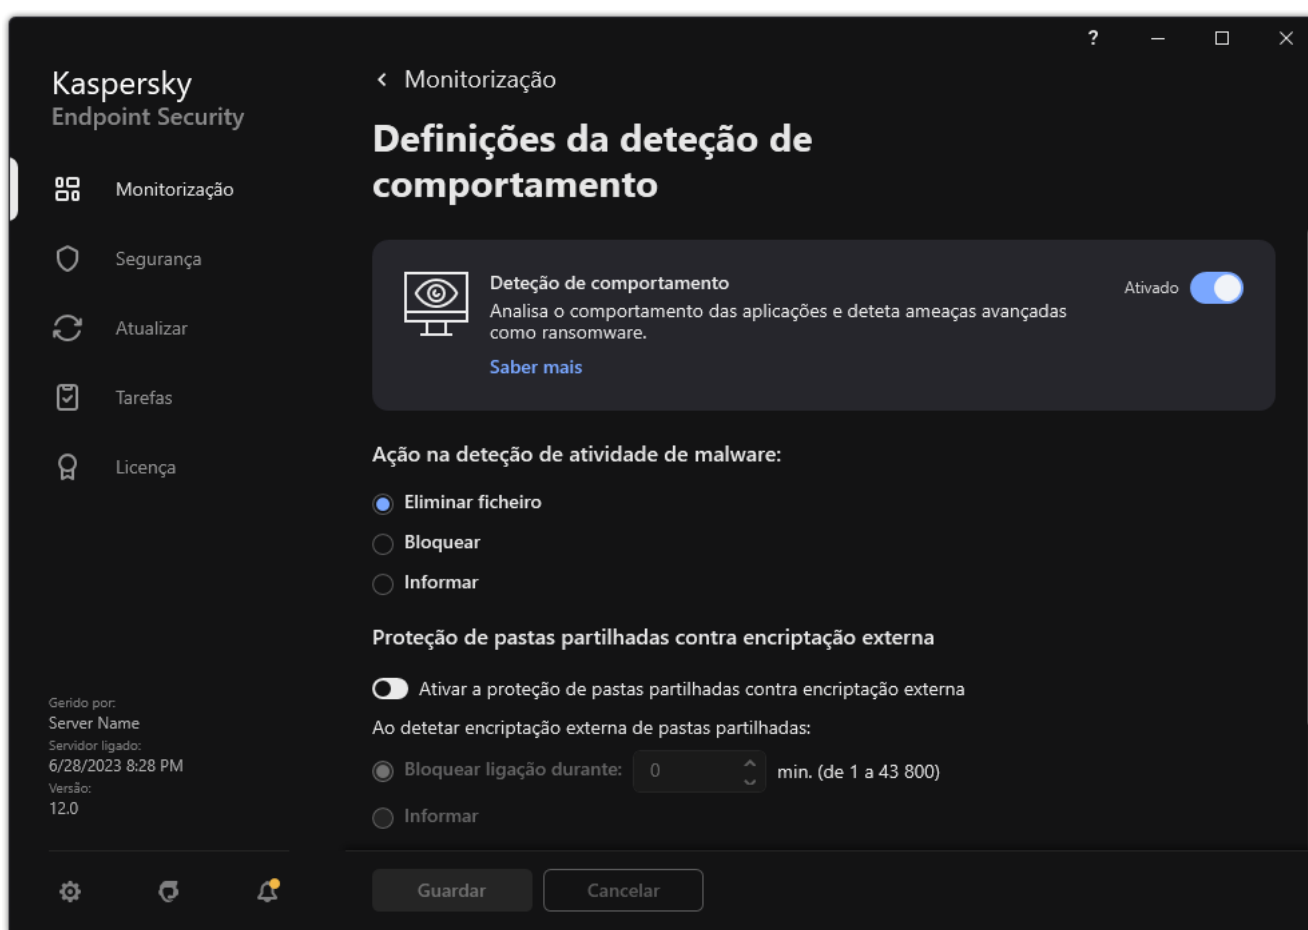 ?
Kaspersky
Endpoint Security
Monitorização
Segurança
Atualizar
Tarefas
Licença
Gerido por:
Server Name
Servidor ligado:
6/28/2023 8:28 PM
Versão:
12.0
Monitorização
Definições da deteção de
comportamento
Deteção de comportamento
Analisa o comportamento das aplicações e deteta ameaças avançadas
como ransomware.
Saber mais
Ativado
Ação na deteção de atividade de malware:
Eliminar ficheiro
Bloquear
Informar
Proteção de pastas partilhadas contra encriptação externa
Ativar a proteção de pastas partilhadas contra encriptação externa
Ao detetar encriptação externa de pastas partilhadas:
Bloquear ligação durante: 0 min. (de 1 a 43 800)
Informar
Guardar Cancelar